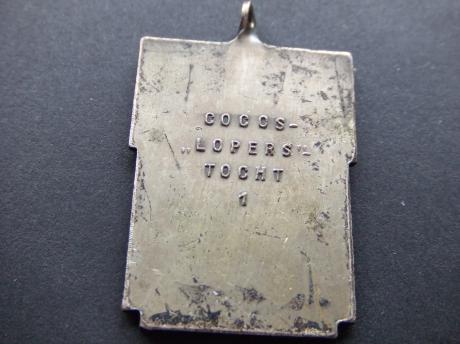 COCOS-
„LOPERS"-
TOCHT
1